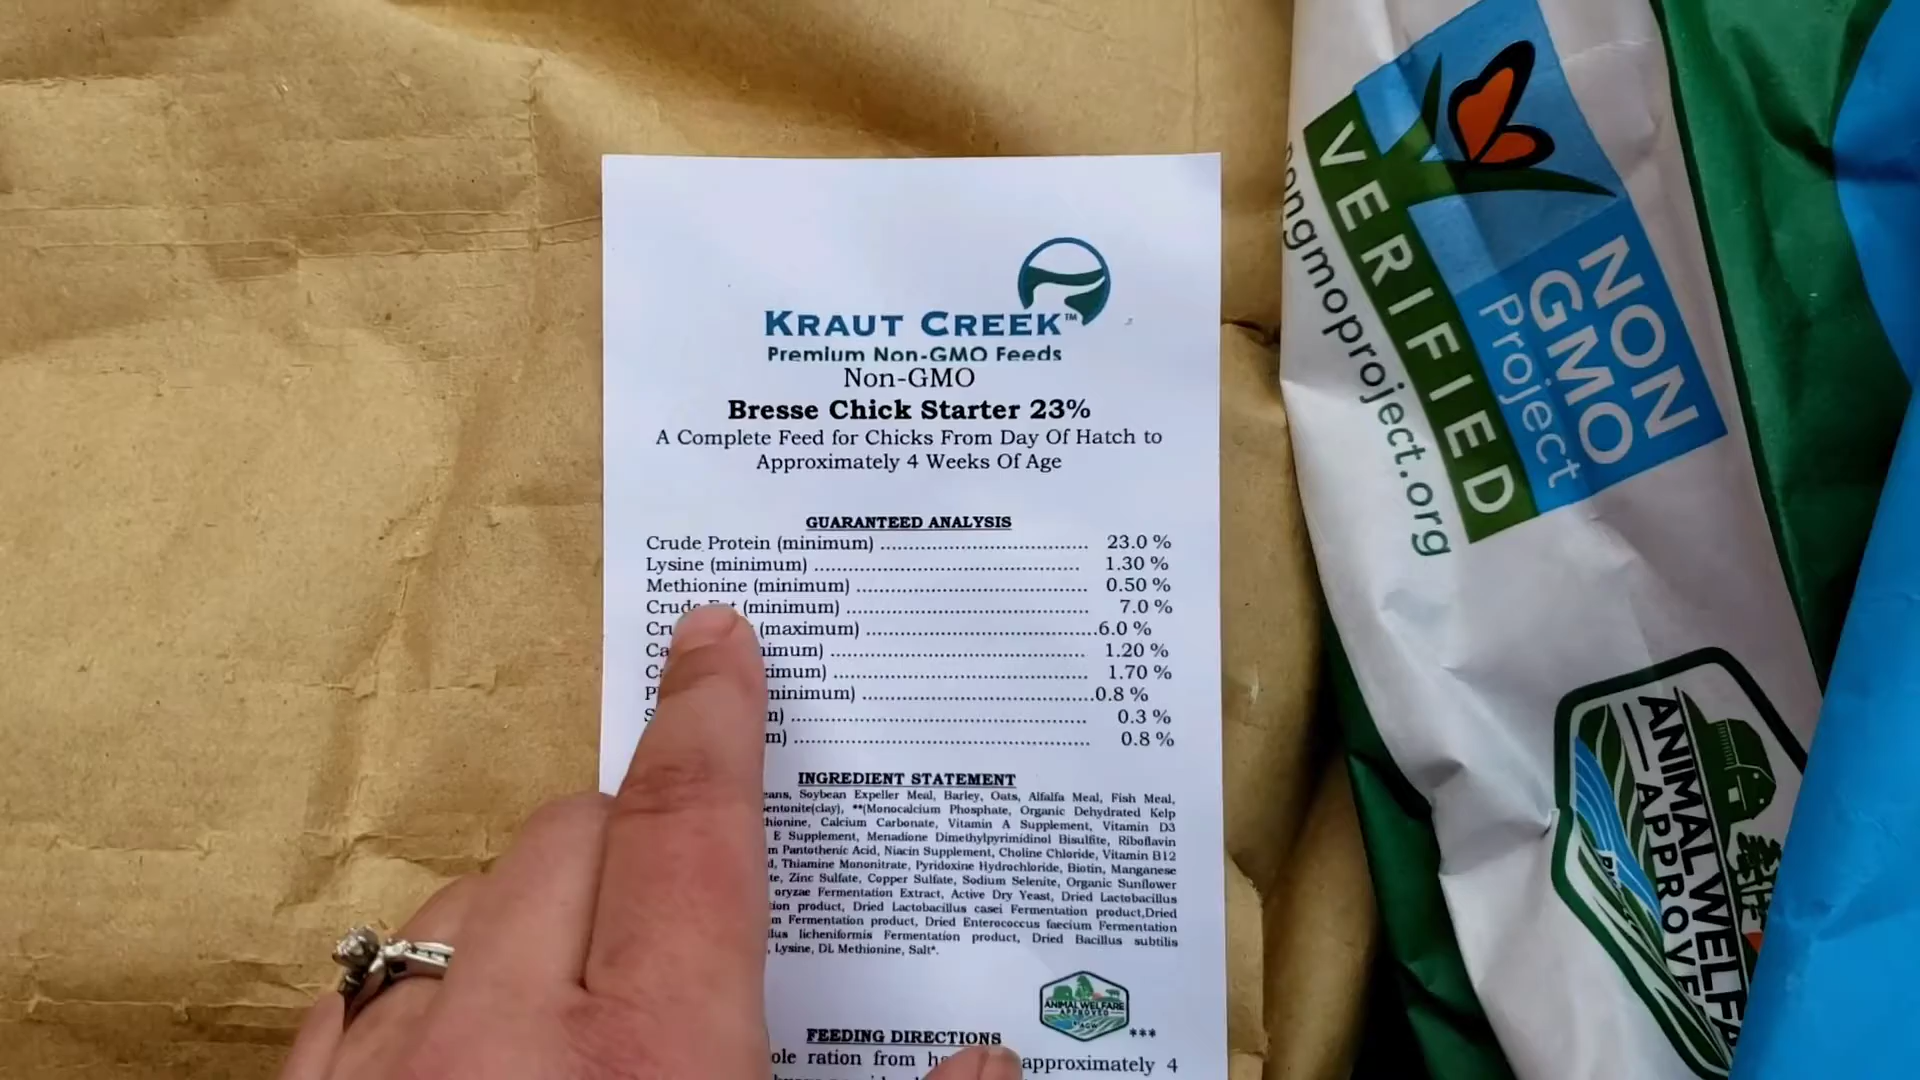 KRAUT CREEK™
Premium Non-GMO Feeds
Non-GMO
Bresse Chick Starter 23%
A Complete Feed for Chicks From Day Of Hatch to
Approximately 4 Weeks Of Age
GUARANTEED ANALYSIS
Crude Protein (minimum) 23.0 %
Lysine (minimum) 1.30 %
Methionine (minimum) 0.50 %
Crude (minimum) 7.0 %
(maximum) 6.0 %
1.20 %
1.70 %
0.8 %
0.3 %
0.8 %
INGREDIENT STATEMENT
Soybean Expeller Meal, Barley, Oats, Alfalfa Meal, Fish Meal,
**(Monocalcium Phosphate, Organic Dehydrated Kelp
Calcium Carbonate, Vitamin A Supplement, Vitamin D3
E Supplement, Menadione Dimethylpyrimidinol Bisulfite, Riboflavin
Pantothenic Acid, Niacin Supplement, Choline Chloride, Vitamin B12
Thiamine Mononitrate, Pyridoxine Hydrochloride, Biotin, Manganese
Zinc Sulfate, Copper Sulfate, Sodium Selenite, Organic Sunflower
oryzae Fermentation Extract, Active Dry Yeast, Dried Lactobacillus
product, Dried Lactobacillus casei Fermentation product,Dried
Fermentation product, Dried Enterococcus faecium Fermentation
licheniformis Fermentation product, Dried Bacillus subtilis
, Lysine, DL Methionine, Salt*.
ANIMAL WELFARE
APPROVED
***
FEEDING DIRECTIONS
ration from approximately 4
NON
GMO
Project
VERIFIED
nongmoproject.org
ANIMAL WELFA
APPROVE